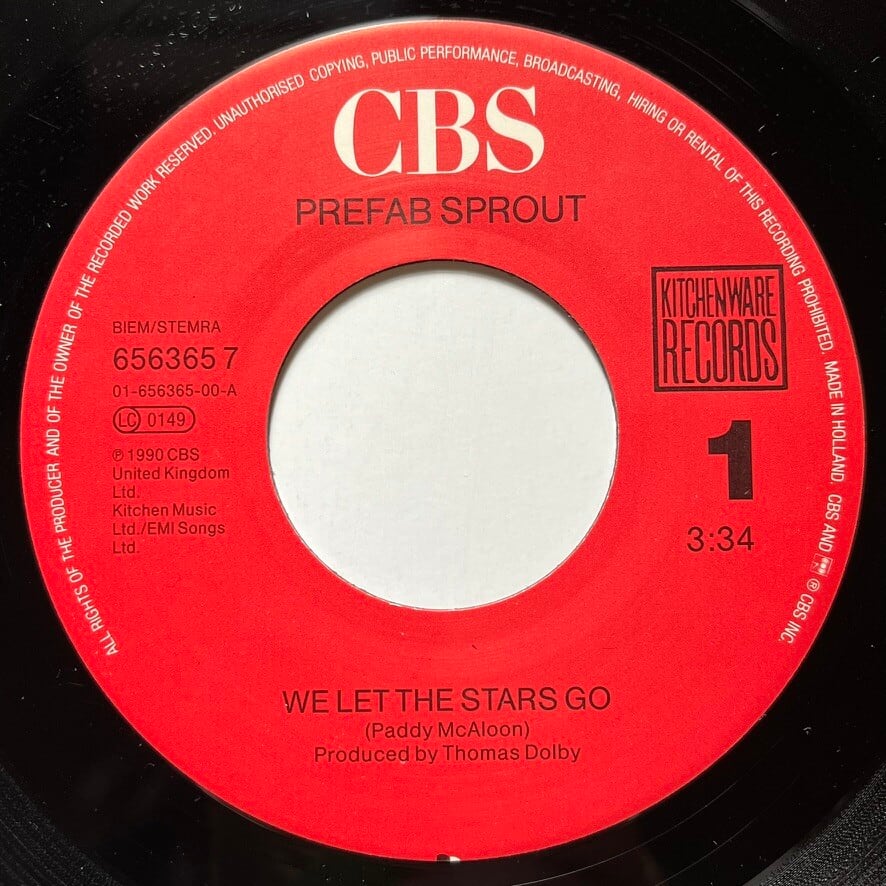 ALL RIGHTS OF THE PRODUCER AND OF THE OWNER OF THE RECORDED WORK RESERVED. UNAUTHORISED COPYING, PUBLIC PERFORMANCE, BROADCASTING, HIRING OR RENTAL OF THIS RECORDING PROHIBITED. MADE IN HOLLAND. CBS AND ® CBS INC.
CBS
PREFAB SPROUT
BIEM/STEMRA
656365 7
01-656365-00-A
LC 0149
℗ 1990 CBS
United Kingdom
Ltd.
Kitchen Music
Ltd./EMI Songs
Ltd.
KITCHENWARE
RECORDS
1
3:34
WE LET THE STARS GO
(Paddy McAloon)
Produced by Thomas Dolby